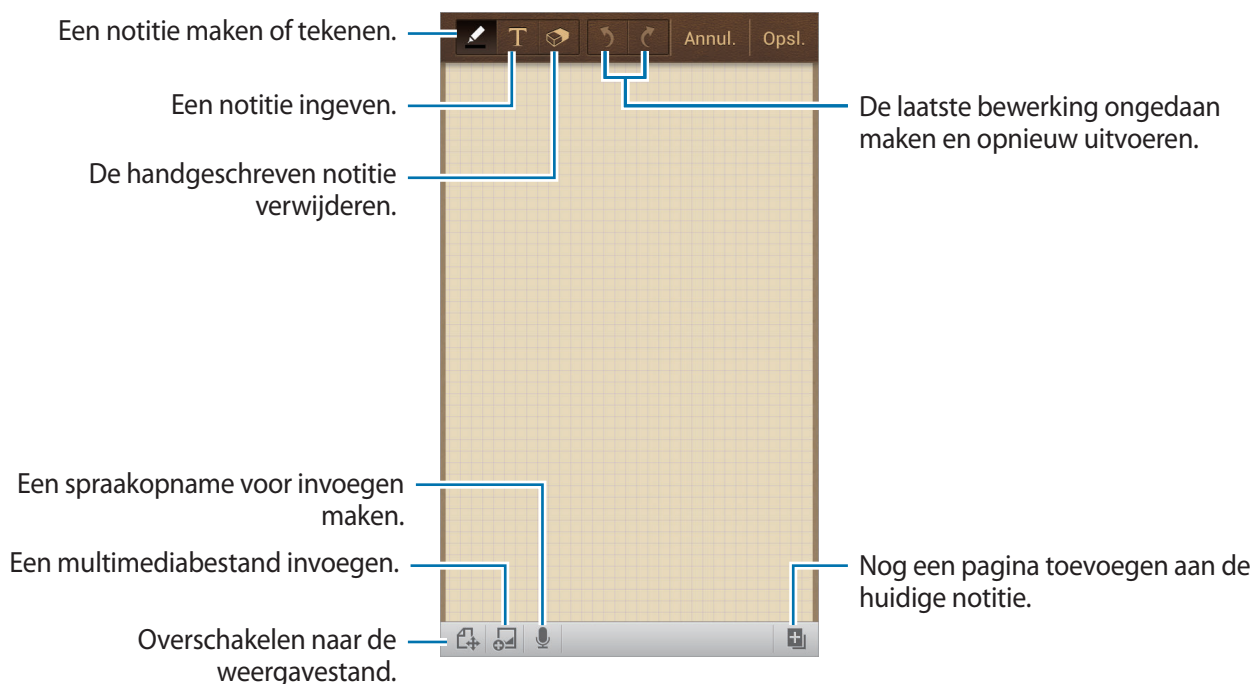 Een notitie maken of tekenen.
T
Annul.
Opsl.
Een notitie ingeven.
De laatste bewerking ongedaan
maken en opnieuw uitvoeren.
De handgeschreven notitie
verwijderen.
Een spraakopname voor invoegen
maken.
Een multimediabestand invoegen.
Nog een pagina toevoegen aan de
huidige notitie.
Overschakelen naar de
weergavestand.